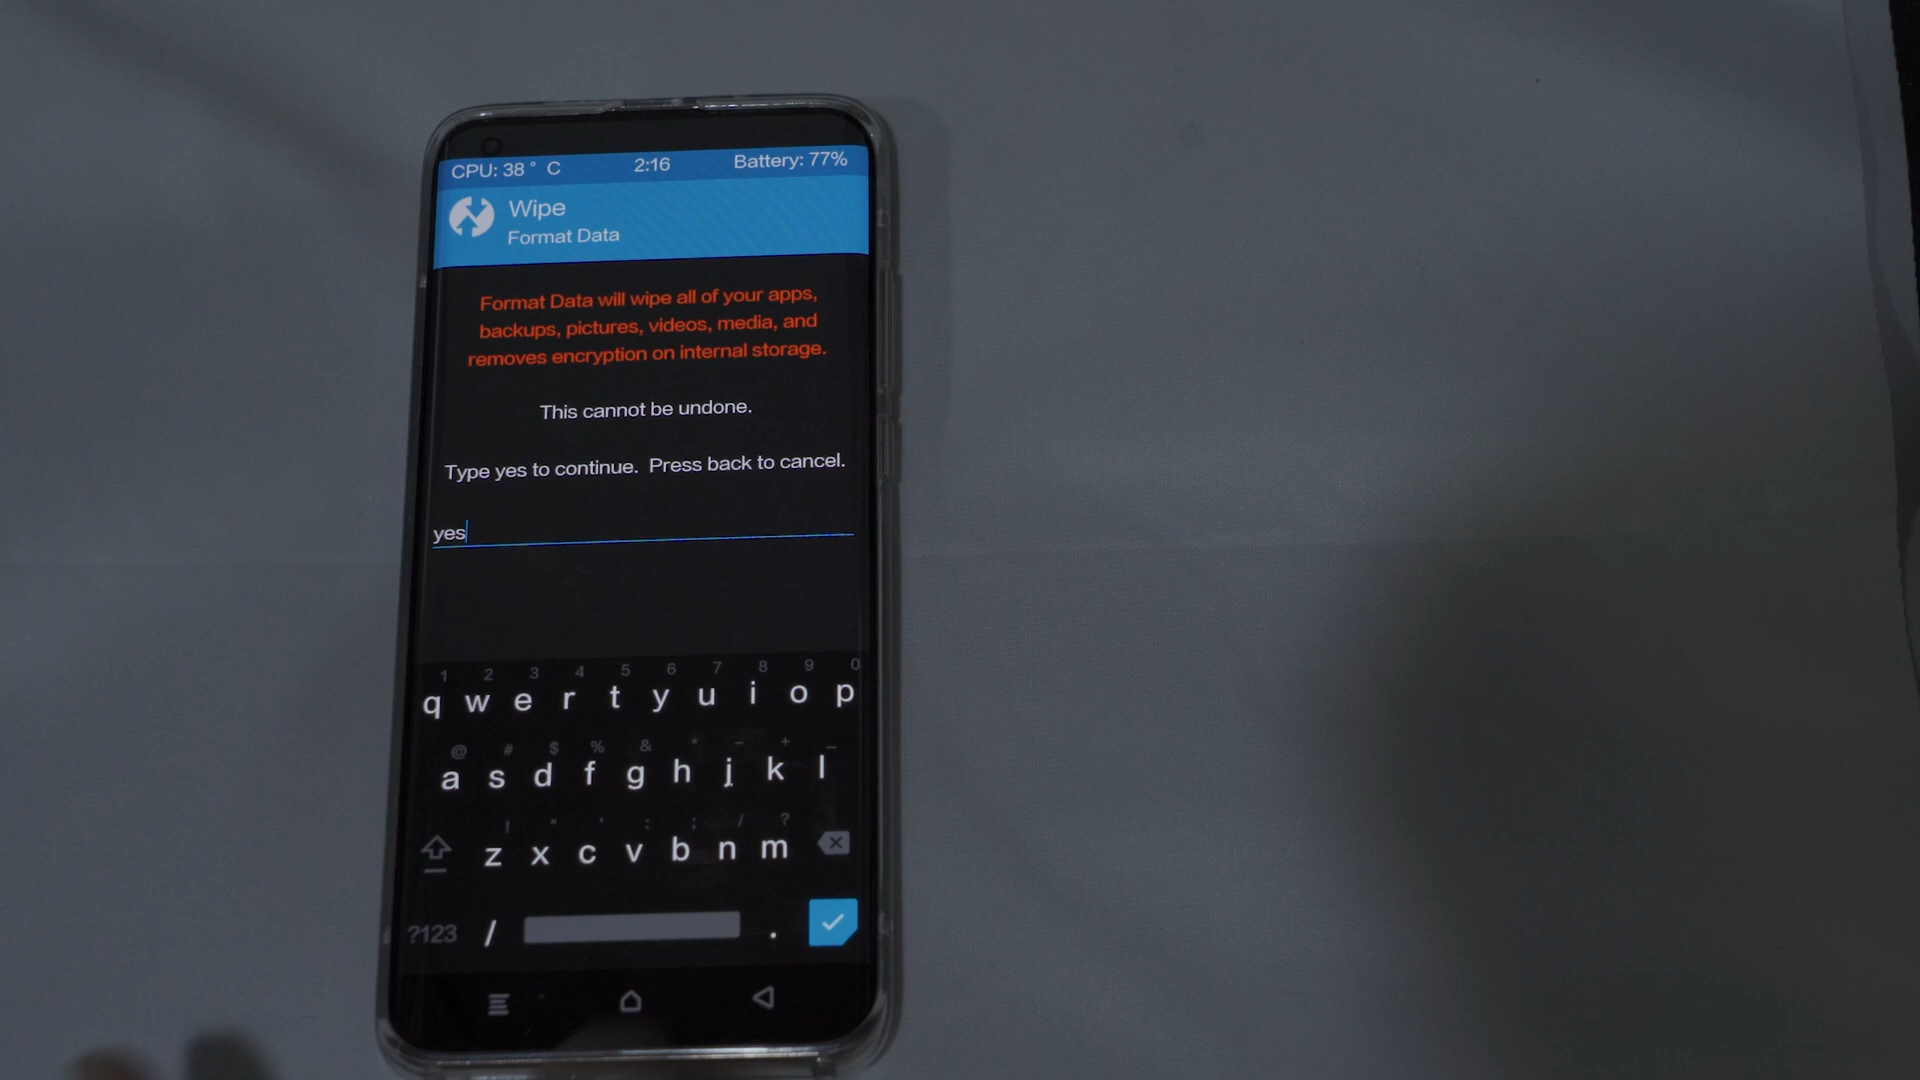 CPU: 38 ° C 2:16 Battery: 77%
Wipe
Format Data
Format Data will wipe all of your apps,
backups, pictures, videos, media, and
removes encryption on internal storage.
This cannot be undone.
Type yes to continue. Press back to cancel.
yes
1 2 3 4 5 6 7 8 9 0
q w e r t y u i o p
@ # $ % & * - + _
a s d f g h j k l
! " ' : ; / ?
z x c v b n m
?123 / .